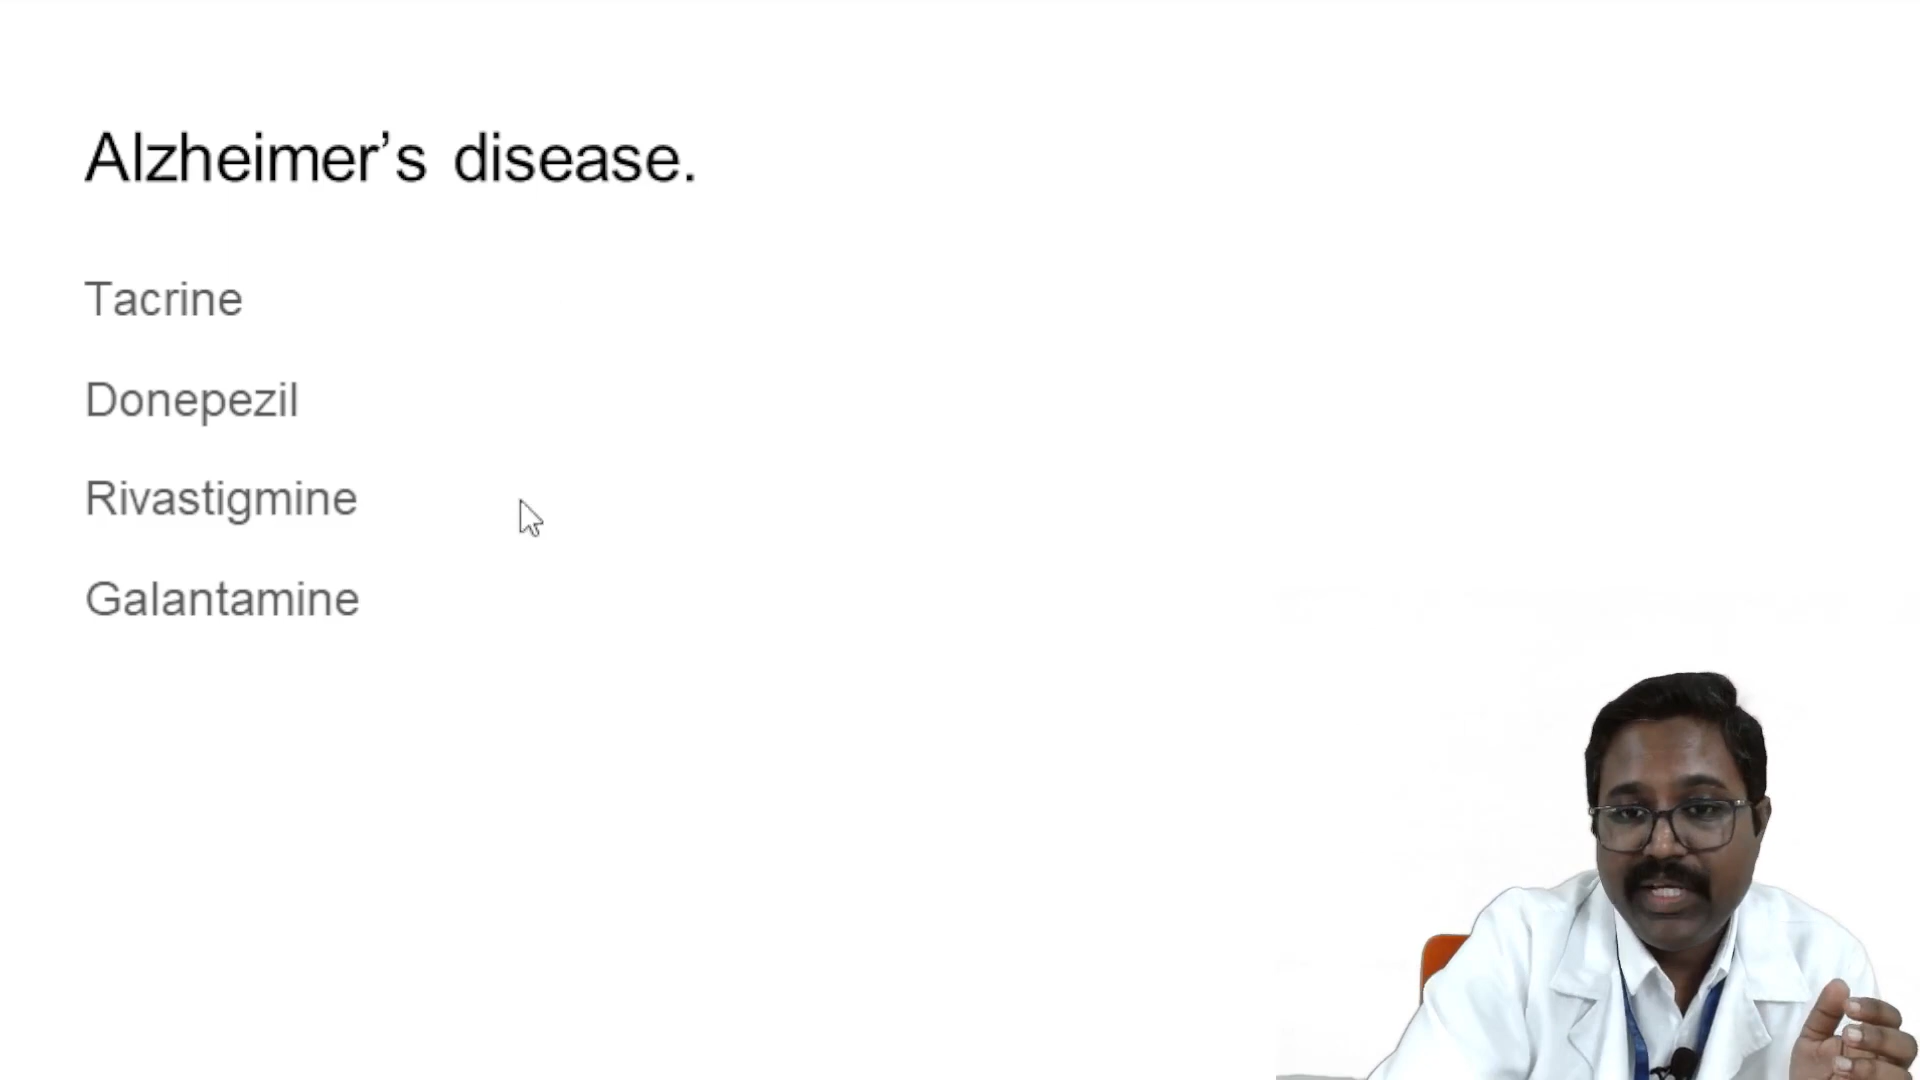 Alzheimer’s disease.
Tacrine
Donepezil
Rivastigmine
Galantamine